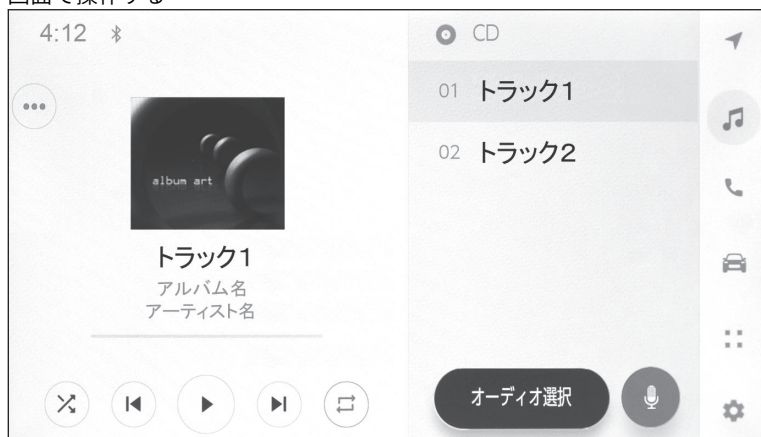 画面で操作する
4:12
CD
01 トラック1
02 トラック2
album art
トラック1
アルバム名
アーティスト名
オーディオ選択